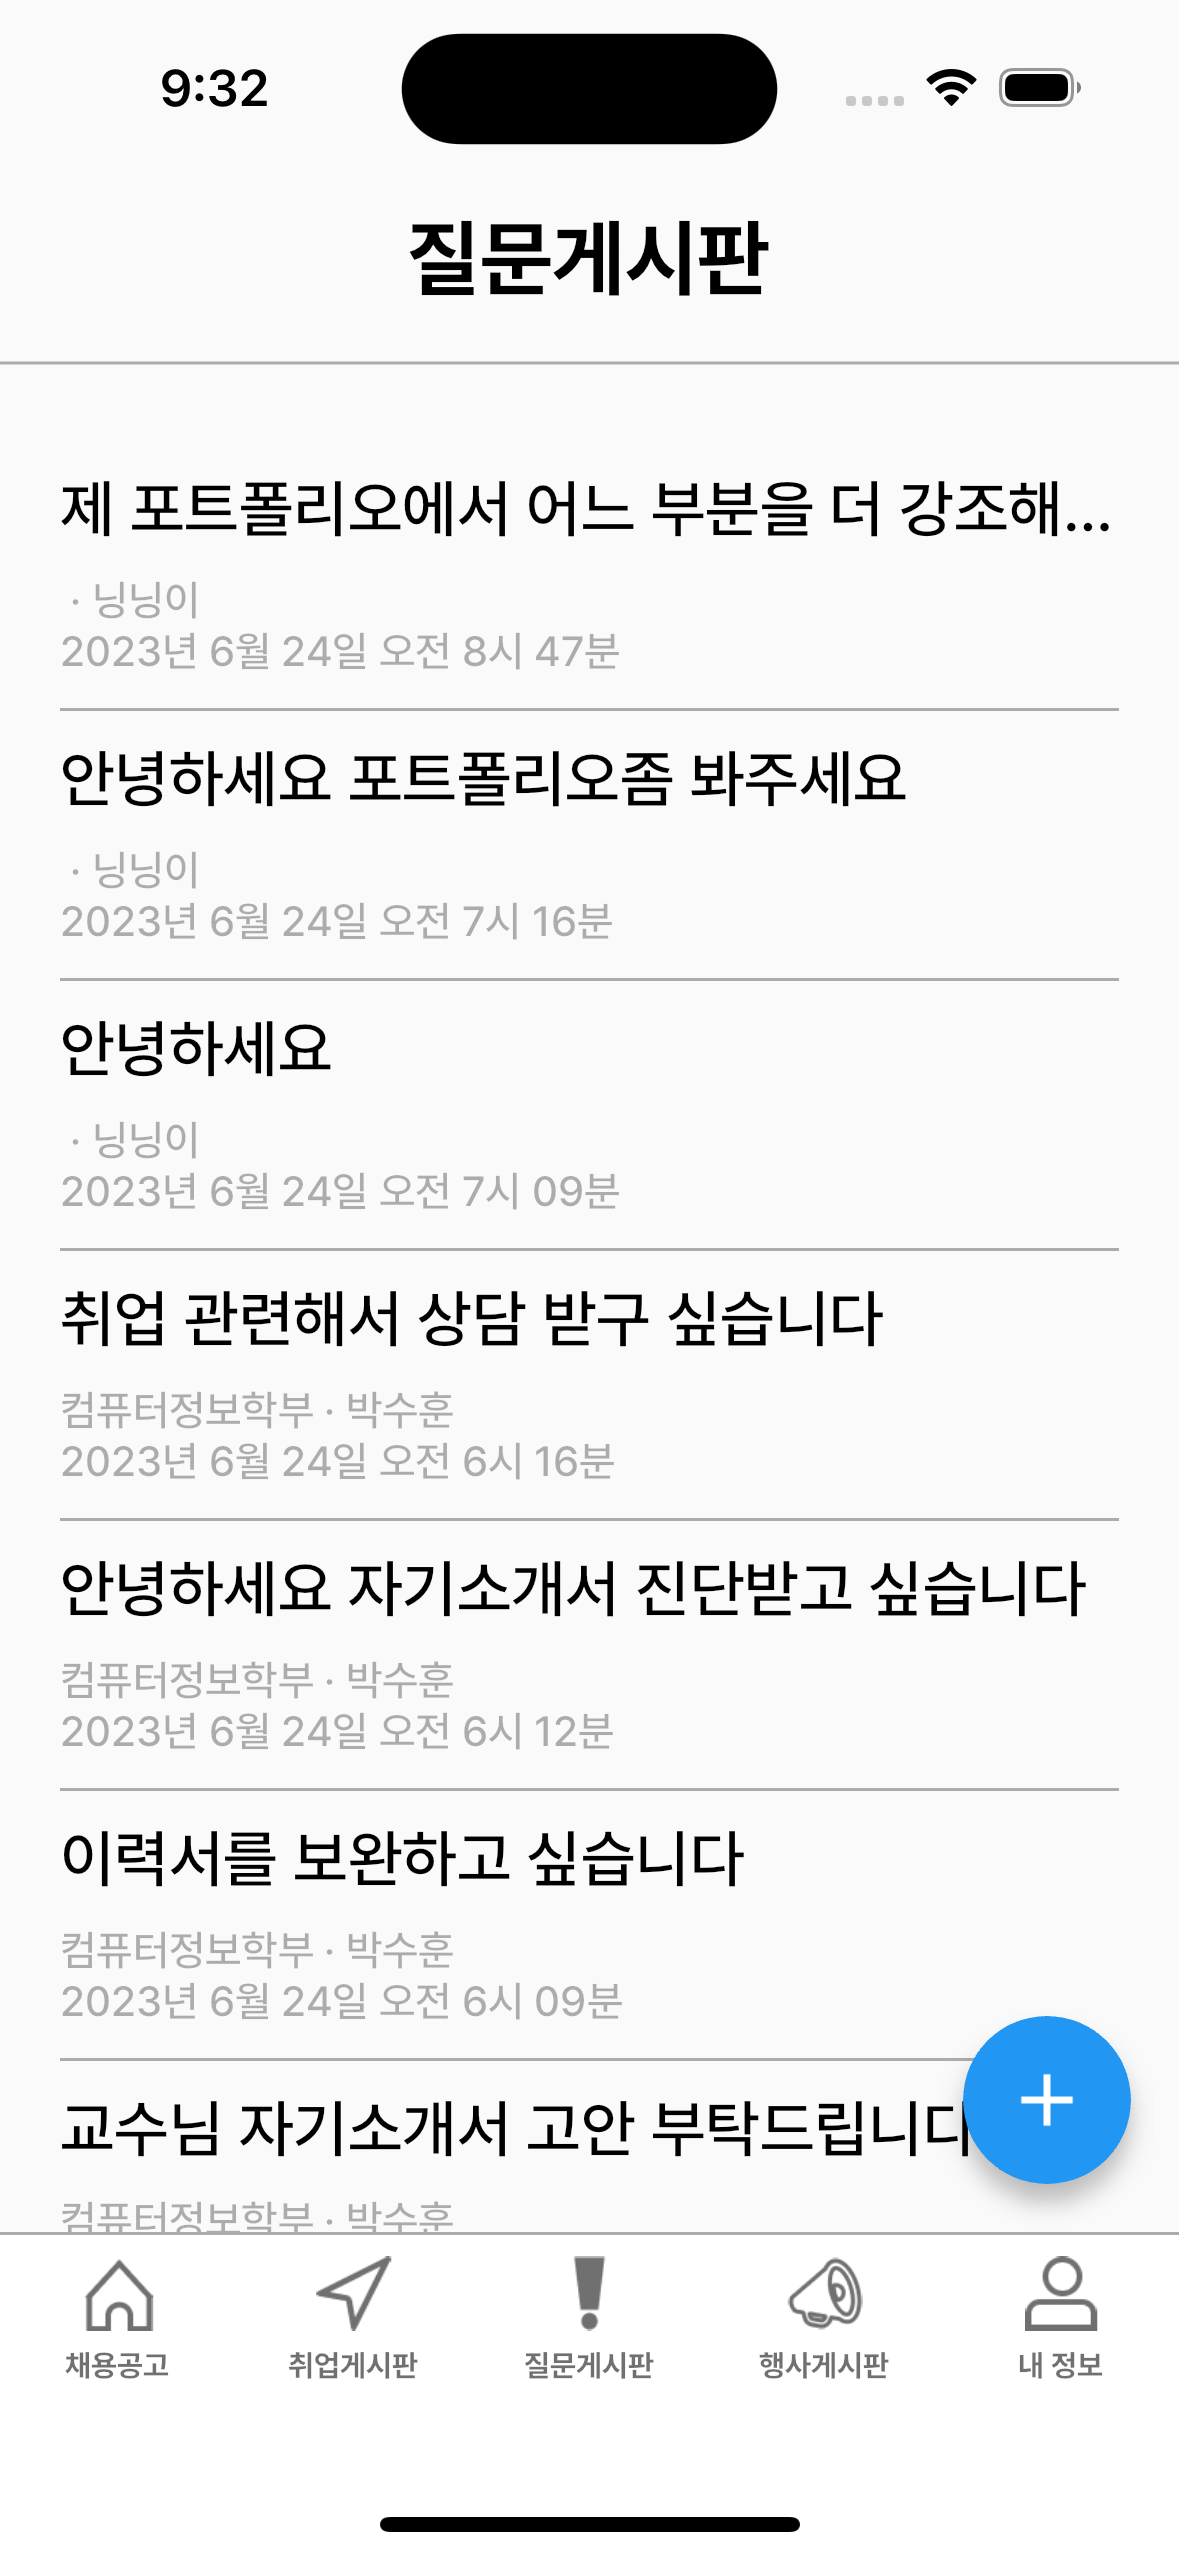 9:32
질문게시판
제 포트폴리오에서 어느 부분을 더 강조해...
· 닝닝이
2023년 6월 24일 오전 8시 47분
안녕하세요 포트폴리오좀 봐주세요
· 닝닝이
2023년 6월 24일 오전 7시 16분
안녕하세요
· 닝닝이
2023년 6월 24일 오전 7시 09분
취업 관련해서 상담 받구 싶습니다
컴퓨터정보학부 · 박수훈
2023년 6월 24일 오전 6시 16분
안녕하세요 자기소개서 진단받고 싶습니다
컴퓨터정보학부 · 박수훈
2023년 6월 24일 오전 6시 12분
이력서를 보완하고 싶습니다
컴퓨터정보학부 · 박수훈
2023년 6월 24일 오전 6시 09분
교수님 자기소개서 고안 부탁드립니다
컴퓨터정보학부 · 박수훈
채용공고
취업게시판
질문게시판
행사게시판
내 정보